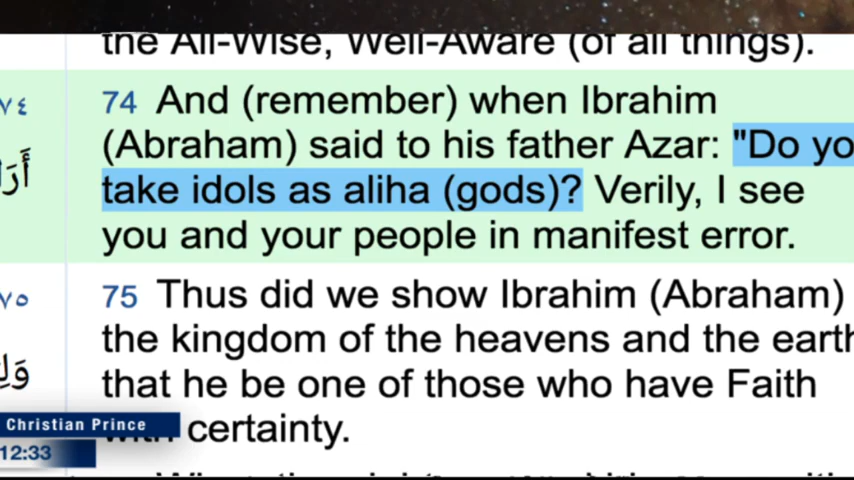 the All-Wise, Well-Aware (of all things).
74 And (remember) when Ibrahim
(Abraham) said to his father Azar: "Do yo
take idols as aliha (gods)? Verily, I see
you and your people in manifest error.
75 Thus did we show Ibrahim (Abraham)
the kingdom of the heavens and the earth
that he be one of those who have Faith
with certainty.
٧٤
أَرَ
٧٥
وَلِ
Christian Prince
12:33